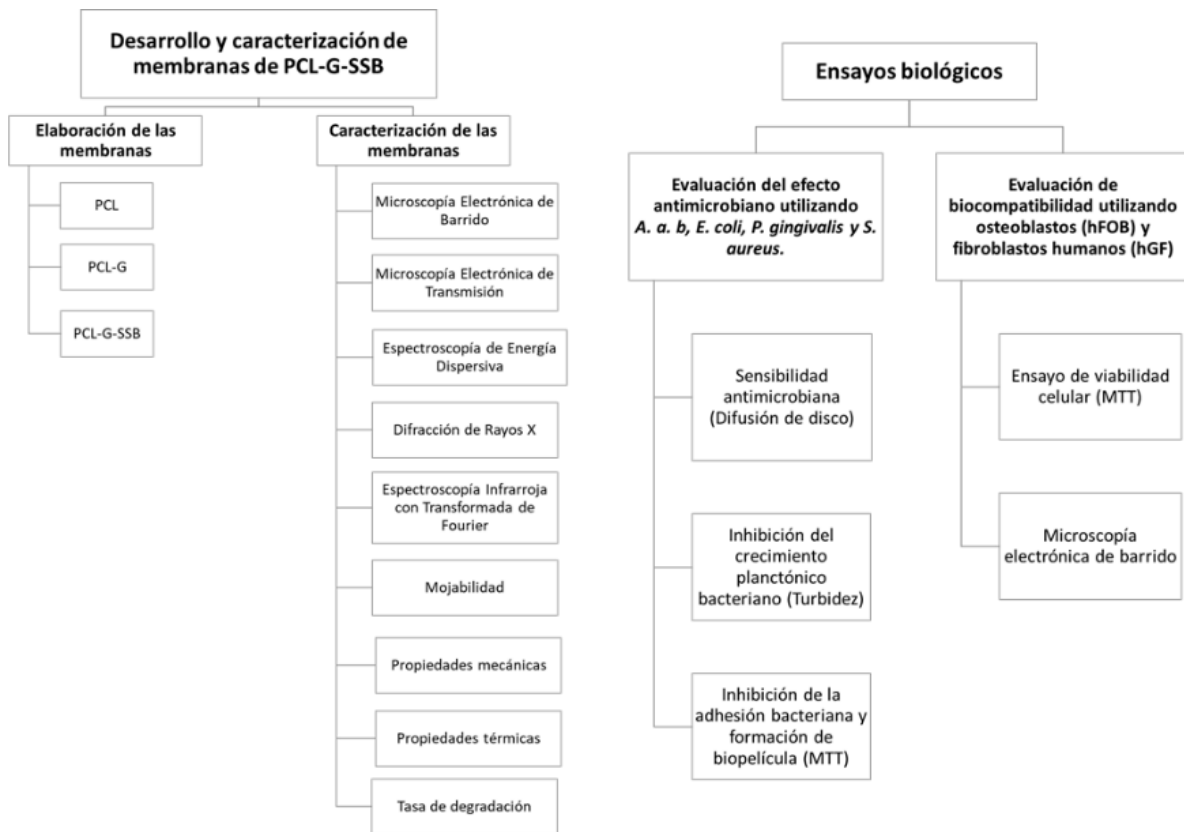 Desarrollo y caracterización de
membranas de PCL-G-SSB
Elaboración de las
membranas
PCL
PCL-G
PCL-G-SSB
Caracterización de las
membranas
Microscopía Electrónica de
Barrido
Microscopía Electrónica de
Transmisión
Espectroscopía de Energía
Dispersiva
Difracción de Rayos X
Espectroscopía Infrarroja
con Transformada de
Fourier
Mojabilidad
Propiedades mecánicas
Propiedades térmicas
Tasa de degradación
Ensayos biológicos
Evaluación del efecto
antimicrobiano utilizando
A. a. b, E. coli, P. gingivalis y S.
aureus.
Sensibilidad
antimicrobiana
(Difusión de disco)
Inhibición del
crecimiento
planctónico
bacteriano (Turbidez)
Inhibición de la
adhesión bacteriana y
formación de
biopelícula (MTT)
Evaluación de
biocompatibilidad utilizando
osteoblastos (hFOB) y
fibroblastos humanos (hGF)
Ensayo de viabilidad
celular (MTT)
Microscopía
electrónica de barrido